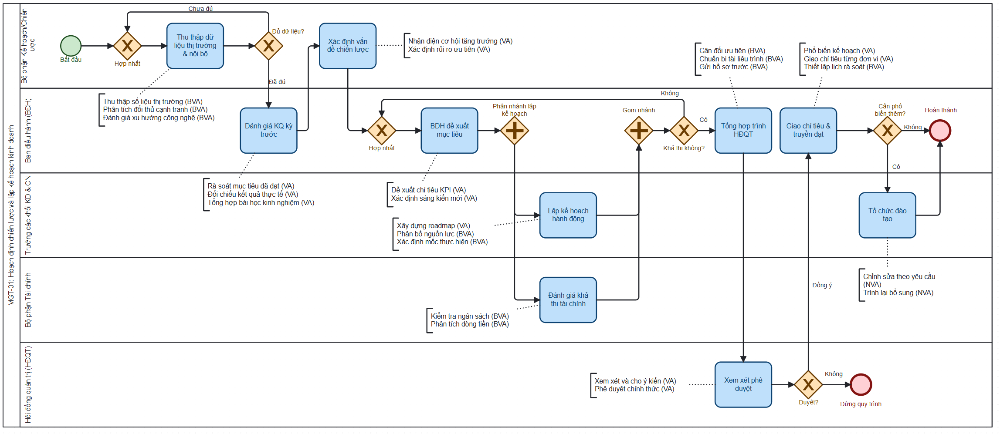 MGT-01: Hoạch định chiến lược và lập kế hoạch kinh doanh
Bộ phận Kế hoạch/Chiến
lược
Bắt đầu
Hợp nhất
Chưa đủ
Thu thập dữ
liệu thị trường
& nội bộ
Đủ dữ liệu?
Đã đủ
Xác định vấn
đề chiến lược
Nhận diện cơ hội tăng trưởng (VA)
Xác định rủi ro ưu tiên (VA)
Cân đối ưu tiên (BVA)
Chuẩn bị tài liệu trình (BVA)
Gửi hồ sơ trước (BVA)
Phổ biến kế hoạch (VA)
Giao chỉ tiêu từng đơn vị (VA)
Thiết lập lịch rà soát (BVA)
Ban điều hành (BĐH)
Thu thập số liệu thị trường (BVA)
Phân tích đối thủ cạnh tranh (BVA)
Đánh giá xu hướng công nghệ (BVA)
Đánh giá KQ kỳ
trước
Hợp nhất
BĐH đề xuất
mục tiêu
Phân nhánh lập
kế hoạch
Gom nhánh
Không
Khả thi không?
Có
Tổng hợp trình
HĐQT
Giao chỉ tiêu &
truyền đạt
Cần phổ
biến thêm?
Không
Hoàn thành
Có
Trưởng các khối KD & CN
Rà soát mục tiêu đã đạt (VA)
Đối chiếu kết quả thực tế (VA)
Tổng hợp bài học kinh nghiệm (VA)
Đề xuất chỉ tiêu KPI (VA)
Xác định sáng kiến mới (VA)
Xây dựng roadmap (VA)
Phân bổ nguồn lực (BVA)
Xác định mốc thực hiện (BVA)
Lập kế hoạch
hành động
Tổ chức đào
tạo
Bộ phận Tài chính
Kiểm tra ngân sách (BVA)
Phân tích dòng tiền (BVA)
Đánh giá khả
thi tài chính
Đồng ý
Chỉnh sửa theo yêu cầu
(NVA)
Trình lại bổ sung (NVA)
Hội đồng quản trị (HĐQT)
Xem xét và cho ý kiến (VA)
Phê duyệt chính thức (VA)
Xem xét phê
duyệt
Duyệt?
Không
Dừng quy trình